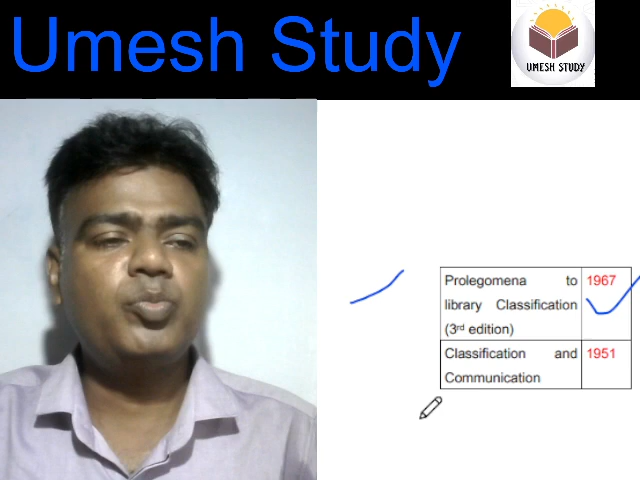 Umesh Study
UMESH STUDY
Prolegomena to 1967
library Classification
(3rd edition)
Classification and 1951
Communication